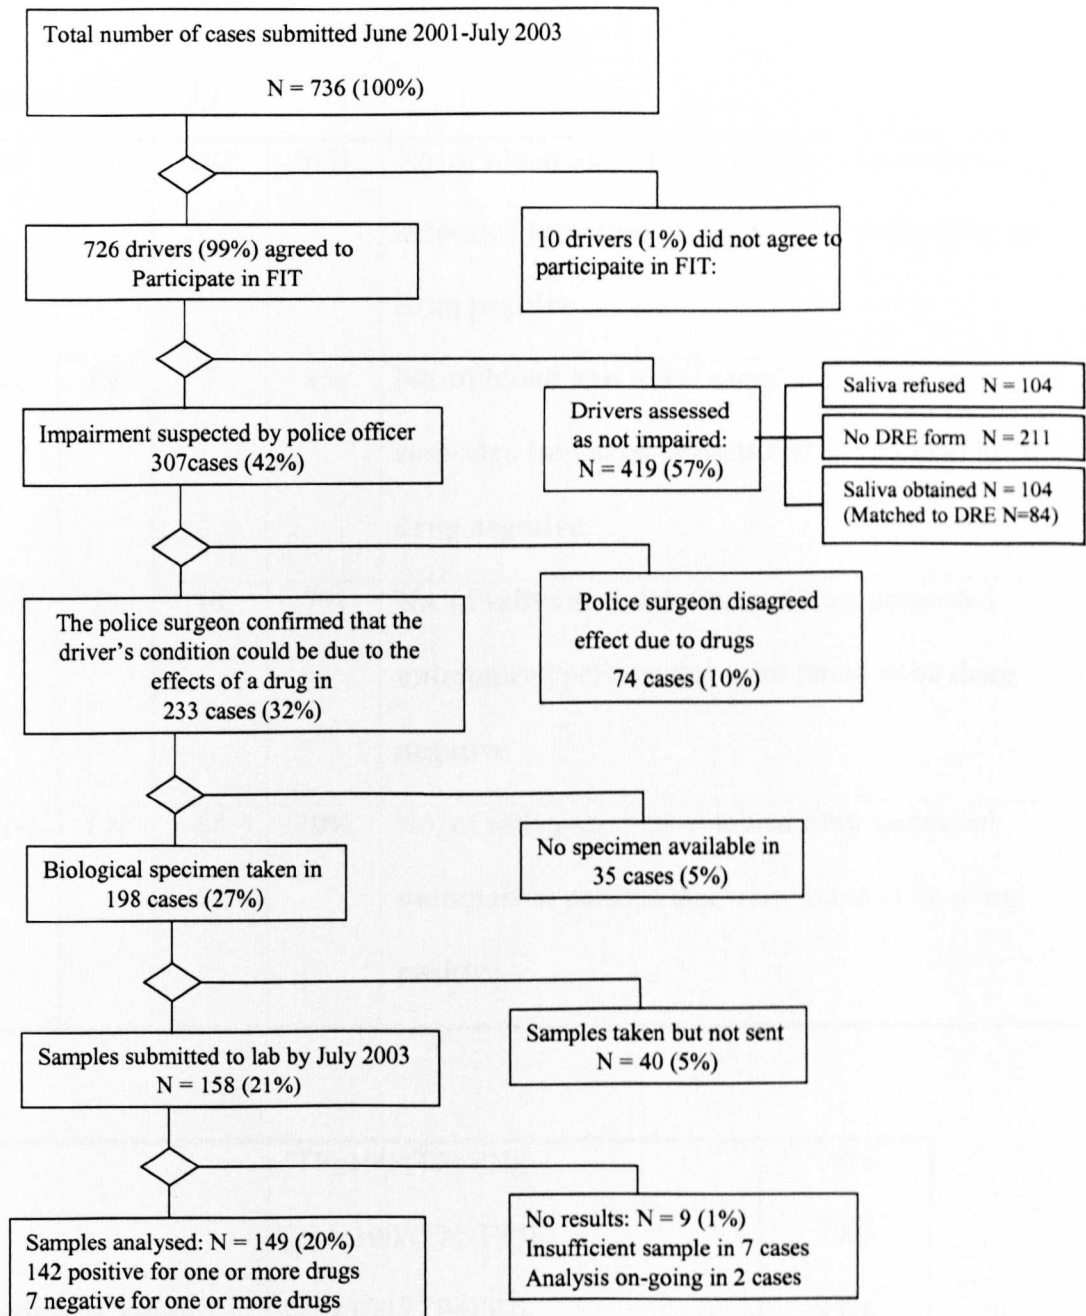 Total number of cases submitted June 2001-July 2003
N = 736 (100%)
726 drivers (99%) agreed to
Participate in FIT
10 drivers (1%) did not agree to
participaite in FIT:
Impairment suspected by police officer
307cases (42%)
Drivers assessed
as not impaired:
N = 419 (57%)
Saliva refused N = 104
No DRE form N = 211
Saliva obtained N = 104
(Matched to DRE N=84)
The police surgeon confirmed that the
driver's condition could be due to the
effects of a drug in
233 cases (32%)
Police surgeon disagreed
effect due to drugs
74 cases (10%)
Biological specimen taken in
198 cases (27%)
No specimen available in
35 cases (5%)
Samples submitted to lab by July 2003
N = 158 (21%)
Samples taken but not sent
N = 40 (5%)
Samples analysed: N = 149 (20%)
142 positive for one or more drugs
7 negative for one or more drugs
No results: N = 9 (1%)
Insufficient sample in 7 cases
Analysis on-going in 2 cases